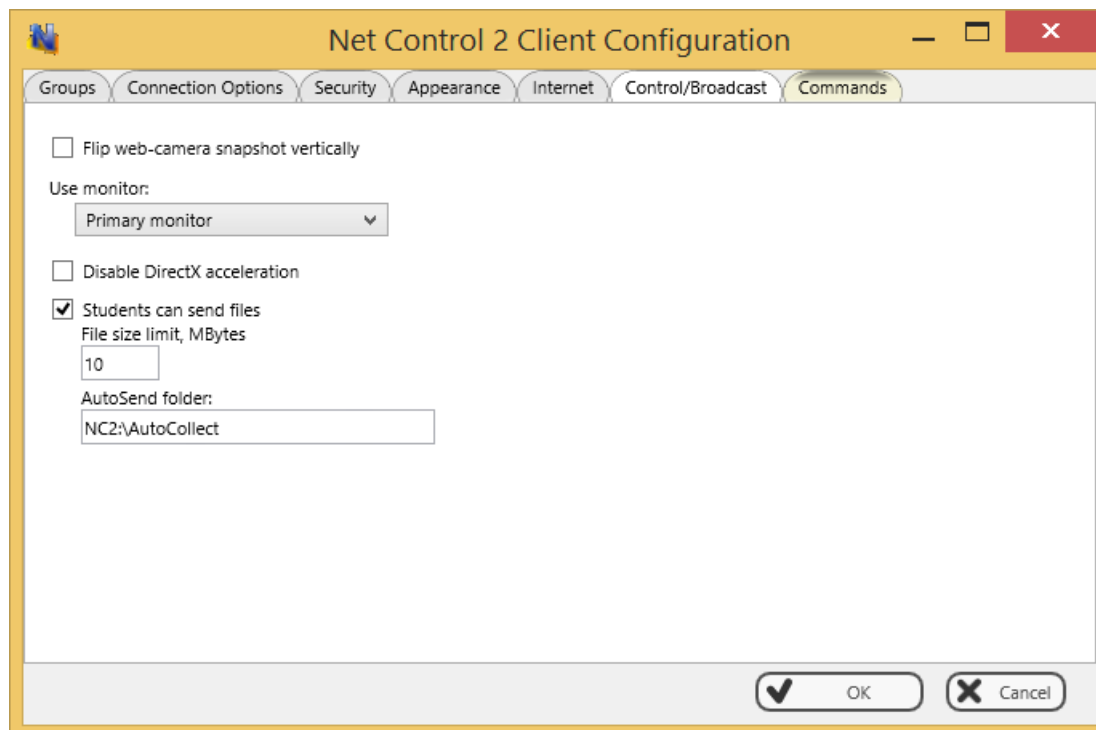 Net Control 2 Client Configuration
Groups Connection Options Security Appearance Internet Control/Broadcast Commands
Flip web-camera snapshot vertically
Use monitor:
Primary monitor
Disable DirectX acceleration
Students can send files
File size limit, MBytes
10
AutoSend folder:
NC2:\AutoCollect
OK Cancel